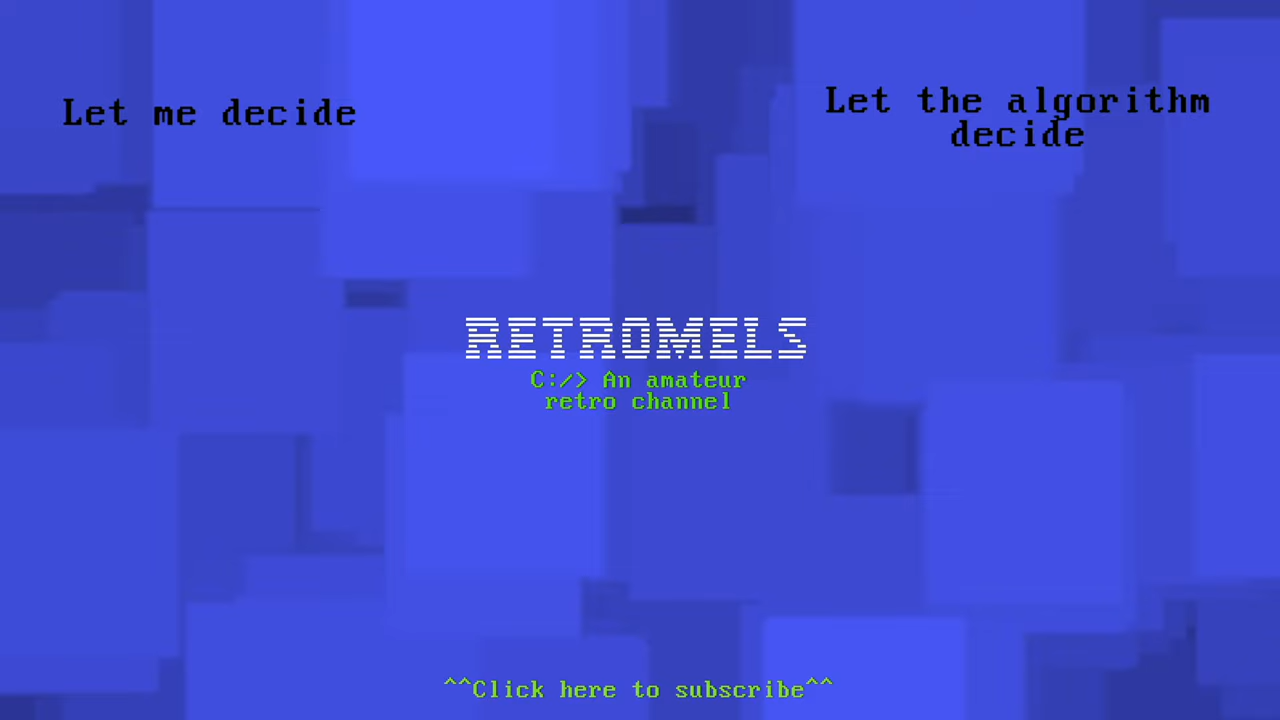 Let me decide
Let the algorithm
decide
RETROMELS
C:/> An amateur
retro channel
^^Click here to subscribe^^